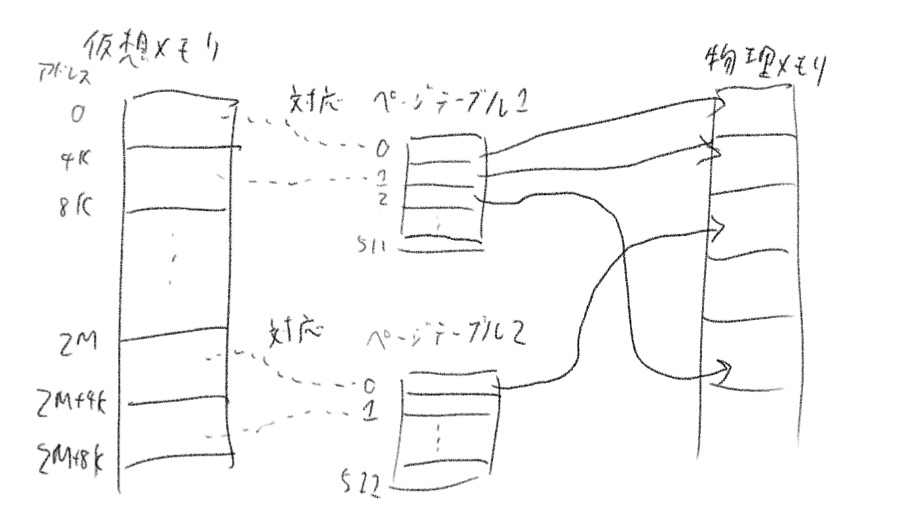 仮想メモリ
アドレス
0
4K
8K
2M
2M+4K
2M+8K
対応
ページテーブル1
0
1
2
511
対応
ページテーブル2
0
1
511
物理メモリ